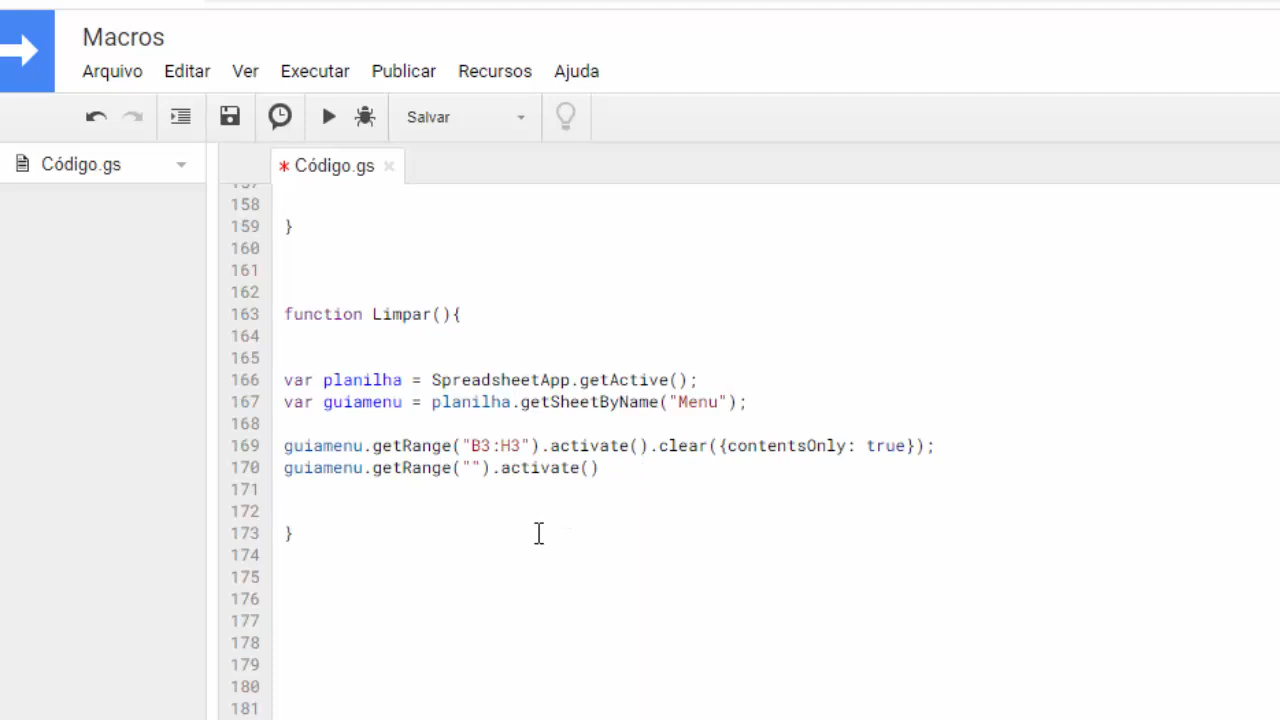 Macros
Arquivo Editar Ver Executar Publicar Recursos Ajuda
Salvar
Código.gs
* Código.gs ×
157
158
159 }
160
161
162
163 function Limpar(){
164
165
166 var planilha = SpreadsheetApp.getActive();
167 var guiamenu = planilha.getSheetByName("Menu");
168
169 guiamenu.getRange("B3:H3").activate().clear({contentsOnly: true});
170 guiamenu.getRange("").activate()
171
172
173 }
174
175
176
177
178
179
180
181